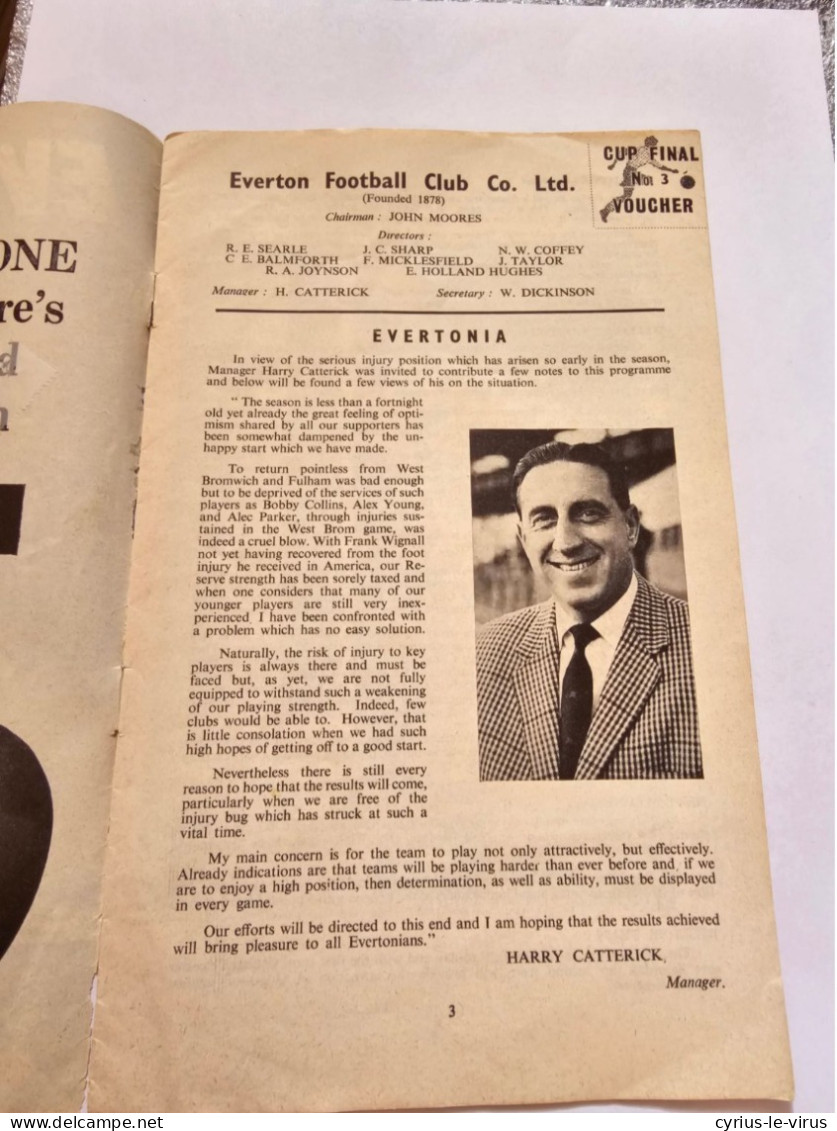 ONE
re's
d
n
CUP FINAL
No: 3
VOUCHER
Everton Football Club Co. Ltd.
(Founded 1878)
Chairman : JOHN MOORES
Directors :
R. E. SEARLE J. C. SHARP N. W. COFFEY
C E. BALMFORTH F. MICKLESFIELD J. TAYLOR
R. A. JOYNSON E. HOLLAND HUGHES
Manager : H. CATTERICK Secretary : W. DICKINSON
EVERTONIA
In view of the serious injury position which has arisen so early in the season,
Manager Harry Catterick was invited to contribute a few notes to this programme
and below will be found a few views of his on the situation.
" The season is less than a fortnight
old yet already the great feeling of opti-
mism shared by all our supporters has
been somewhat dampened by the un-
happy start which we have made.
To return pointless from West
Bromwich and Fulham was bad enough
but to be deprived of the services of such
players as Bobby Collins, Alex Young,
and Alec Parker, through injuries sus-
tained in the West Brom game, was
indeed a cruel blow. With Frank Wignall
not yet having recovered from the foot
injury he received in America, our Re-
serve strength has been sorely taxed and
when one considers that many of our
younger players are still very inex-
perienced I have been confronted with
a problem which has no easy solution.
Naturally, the risk of injury to key
players is always there and must be
faced but, as yet, we are not fully
equipped to withstand such a weakening
of our playing strength. Indeed, few
clubs would be able to. However, that
is little consolation when we had such
high hopes of getting off to a good start.
Nevertheless there is still every
reason to hope that the results will come,
particularly when we are free of the
injury bug which has struck at such a
vital time.
My main concern is for the team to play not only attractively, but effectively.
Already indications are that teams will be playing harder than ever before and, if we
are to enjoy a high position, then determination, as well as ability, must be displayed
in every game.
Our efforts will be directed to this end and I am hoping that the results achieved
will bring pleasure to all Evertonians."
HARRY CATTERICK,
Manager.
3
cyrius-le-virus